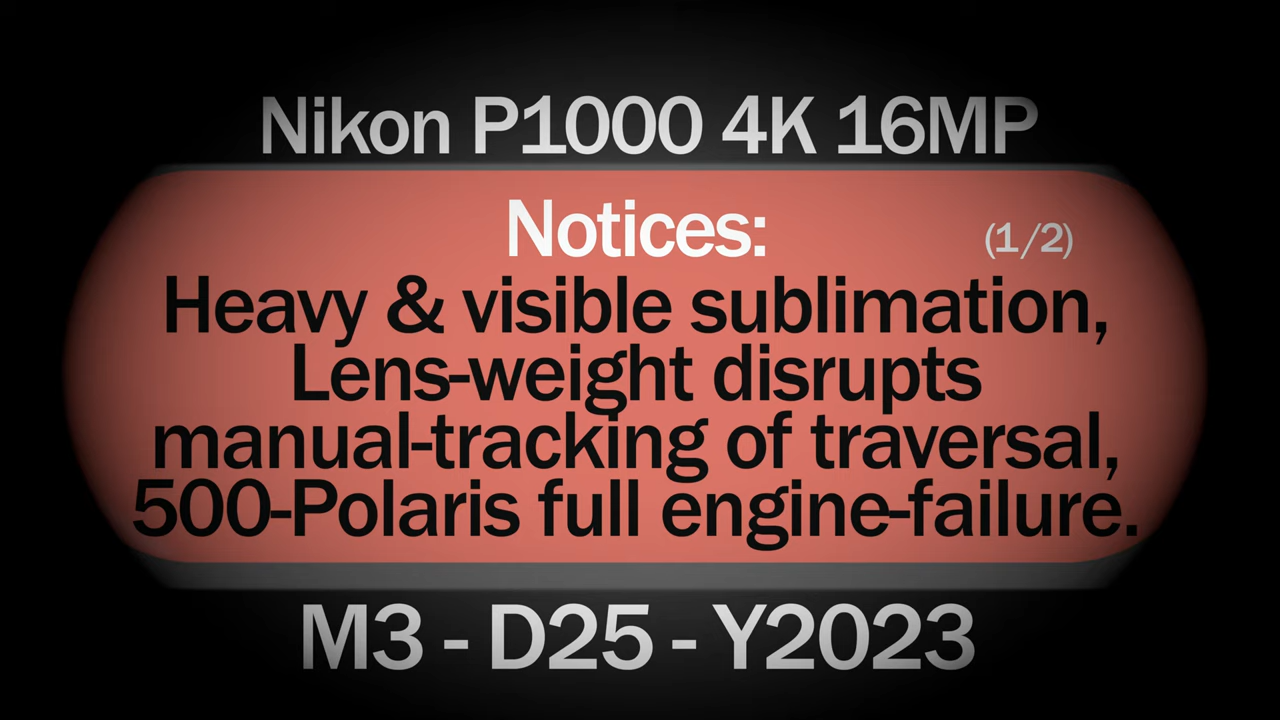 Nikon P1000 4K 16MP
Notices:
(1/2)
Heavy & visible sublimation,
Lens-weight disrupts
manual-tracking of traversal,
500-Polaris full engine-failure.
M3 - D25 - Y2023